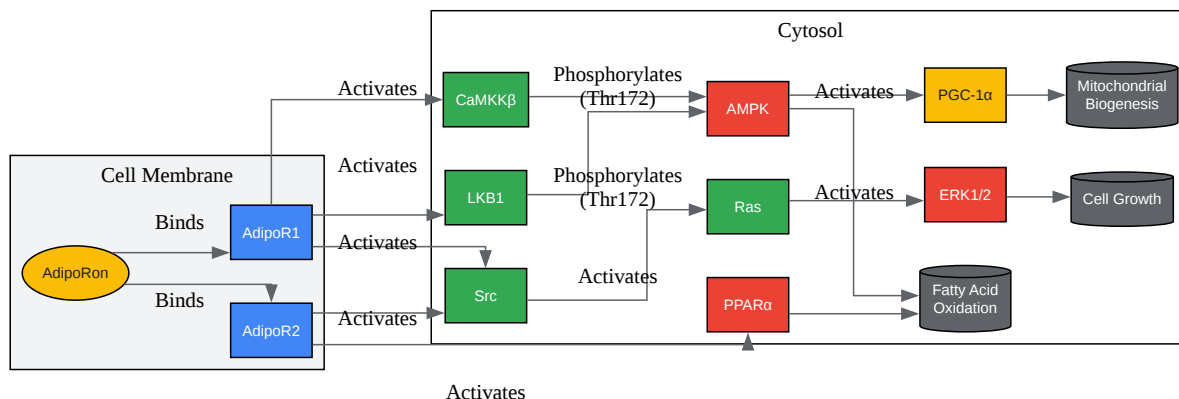 Cytosol
Activates
CaMKKβ
Phosphorylates
(Thr172)
AMPK
Activates
PGC-1α
Mitochondrial
Biogenesis
Cell Membrane
Activates
LKB1
Phosphorylates
(Thr172)
Ras
Activates
ERK1/2
Cell Growth
Binds
AdipoR1
Activates
AdipoRon
Activates
Src
Binds
AdipoR2
Activates
PPARα
Fatty Acid
Oxidation
Activates